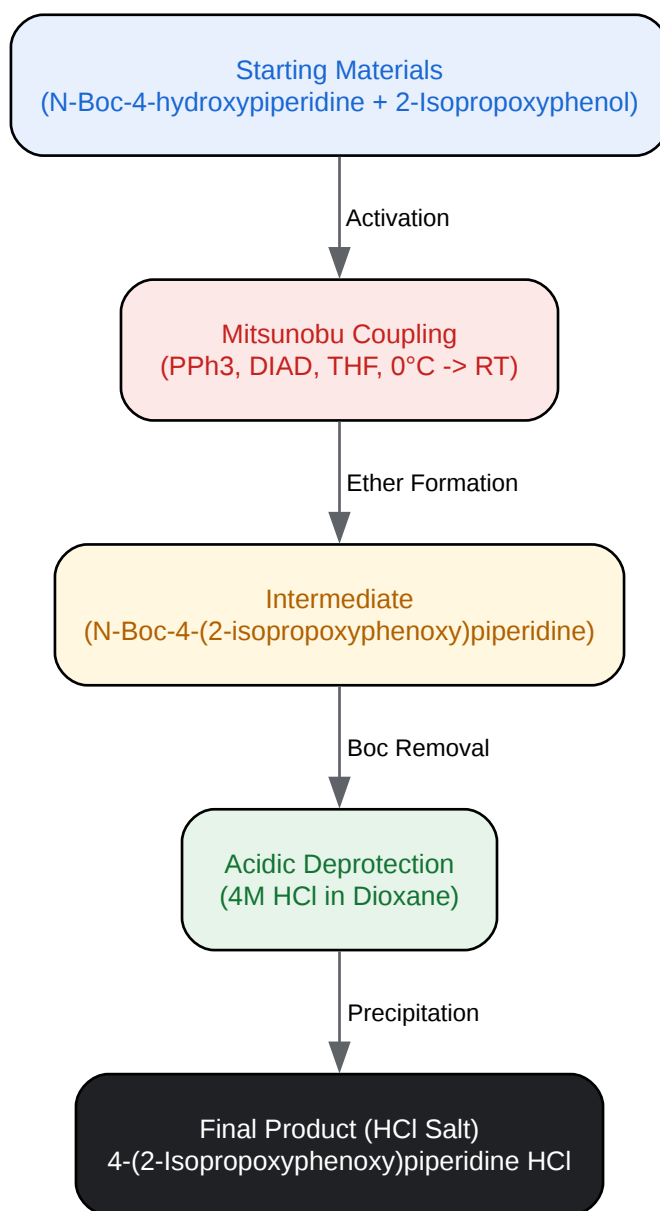 Starting Materials
(N-Boc-4-hydroxypiperidine + 2-Isopropoxyphenol)
Activation
Mitsunobu Coupling
(PPh3, DIAD, THF, 0°C -> RT)
Ether Formation
Intermediate
(N-Boc-4-(2-isopropoxyphenoxy)piperidine)
Boc Removal
Acidic Deprotection
(4M HCl in Dioxane)
Precipitation
Final Product (HCl Salt)
4-(2-Isopropoxyphenoxy)piperidine HCl